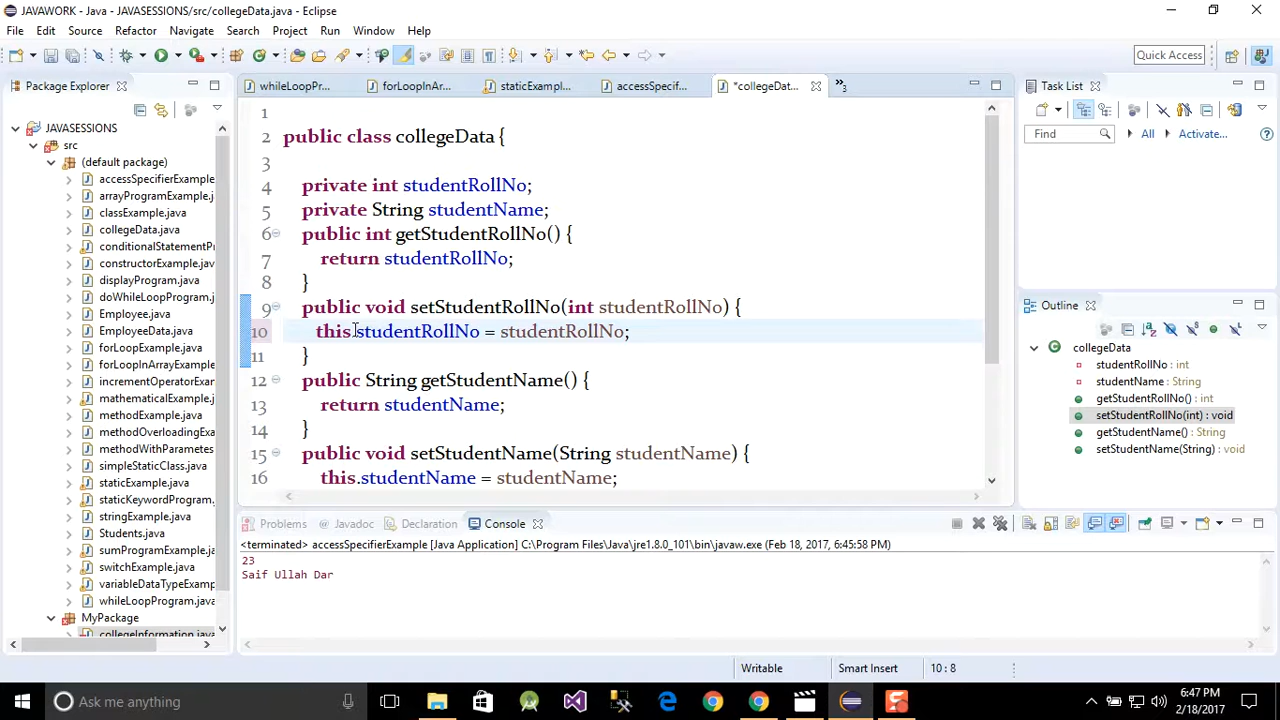 JAVAWORK - Java - JAVASESSIONS/src/collegeData.java - Eclipse
File Edit Source Refactor Navigate Search Project Run Window Help
Quick Access
Package Explorer
whileLoopPr...
forLoopInAr...
staticExampl...
accessSpecif...
*collegeDat...
»3
Task List
Find
All
Activate...
JAVASESSIONS
src
(default package)
accessSpecifierExample
arrayProgramExample.j
classExample.java
collegeData.java
conditionalStatementPr
constructorExample.java
displayProgram.java
doWhileLoopProgram.
Employee.java
EmployeeData.java
forLoopExample.java
forLoopInArrayExample
incrementOperatorExa
mathematicalExample.j
methodExample.java
methodOverloadingExa
methodWithParametes
simpleStaticClass.java
staticExample.java
staticKeywordProgram.
stringExample.java
Students.java
sumProgramExample.j
switchExample.java
variableDataTypeExamp
whileLoopProgram.java
MyPackage
collegeInformation.java
1
2 public class collegeData {
3
4 private int studentRollNo;
5 private String studentName;
6 public int getStudentRollNo() {
7 return studentRollNo;
8 }
9 public void setStudentRollNo(int studentRollNo) {
10 this.studentRollNo = studentRollNo;
11 }
12 public String getStudentName() {
13 return studentName;
14 }
15 public void setStudentName(String studentName) {
16 this.studentName = studentName;
Outline
collegeData
studentRollNo : int
studentName : String
getStudentRollNo() : int
setStudentRollNo(int) : void
getStudentName() : String
setStudentName(String) : void
Problems
Javadoc
Declaration
Console
<terminated> accessSpecifierExample [Java Application] C:\Program Files\Java\jre1.8.0_101\bin\javaw.exe (Feb 18, 2017, 6:45:58 PM)
23
Saif Ullah Dar
Writable
Smart Insert
10 : 8
Ask me anything
6:47 PM
2/18/2017